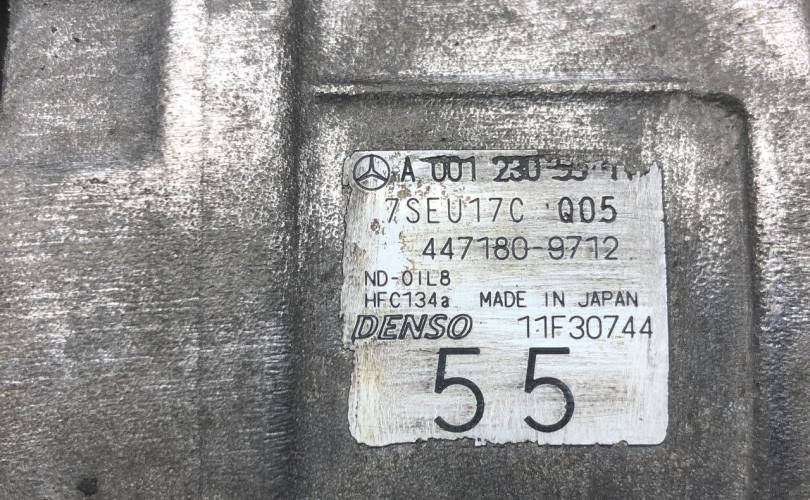 A 001 230
7SEU17C Q05
447180-9712
ND-OIL8
HFC134a MADE IN JAPAN
DENSO 11F30744
55